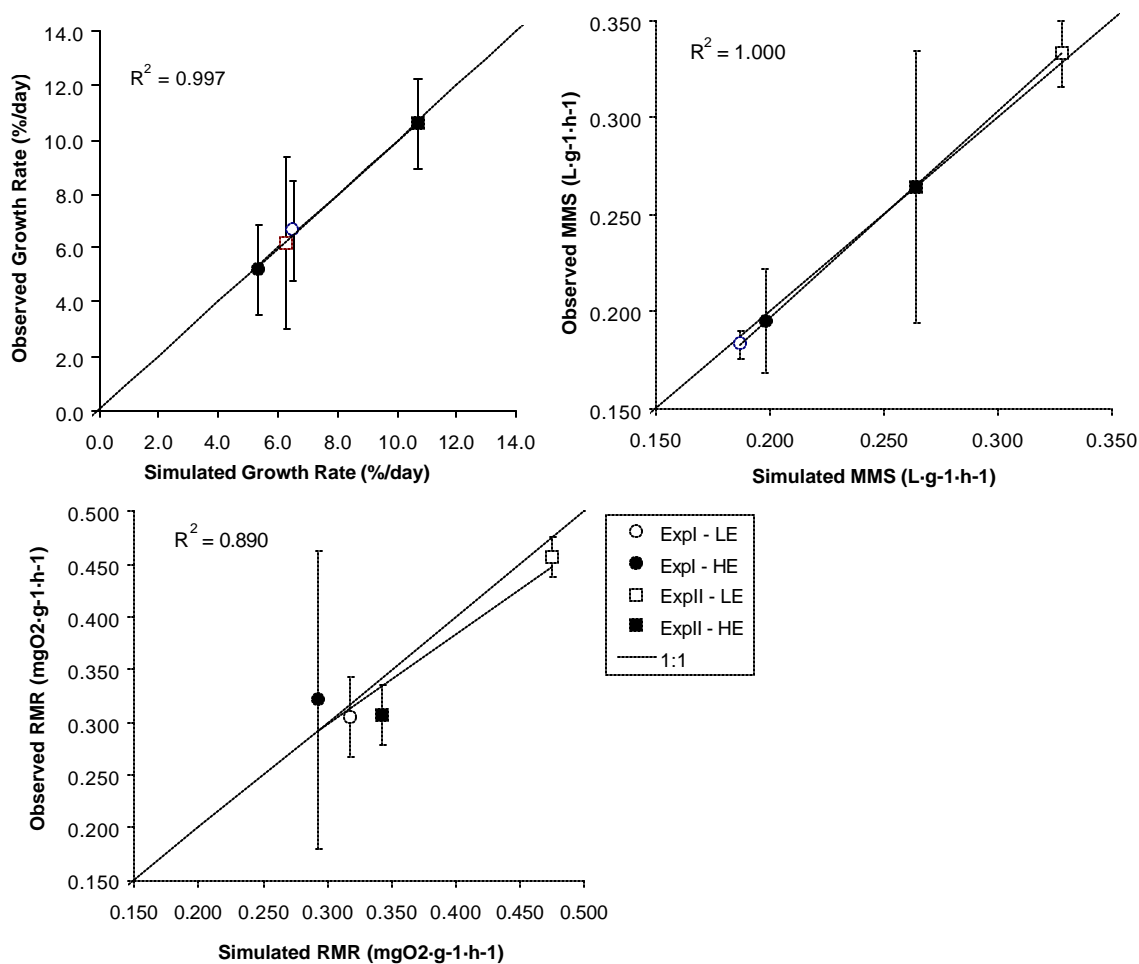 14.0
12.0
10.0
8.0
6.0
4.0
2.0
0.0
R2 = 0.997
Observed Growth Rate (%/day)
0.0 2.0 4.0 6.0 8.0 10.0 12.0 14.0
Simulated Growth Rate (%/day)
0.350
0.300
0.250
0.200
0.150
R2 = 1.000
Observed MMS (L·g-1·h-1)
0.150 0.200 0.250 0.300 0.350
Simulated MMS (L·g-1·h-1)
0.500
0.450
0.400
0.350
0.300
0.250
0.200
0.150
R2 = 0.890
Observed RMR (mgO2·g-1·h-1)
0.150 0.200 0.250 0.300 0.350 0.400 0.450 0.500
Simulated RMR (mgO2·g-1·h-1)
ExpI - LE
ExpI - HE
ExpII - LE
ExpII - HE
1:1